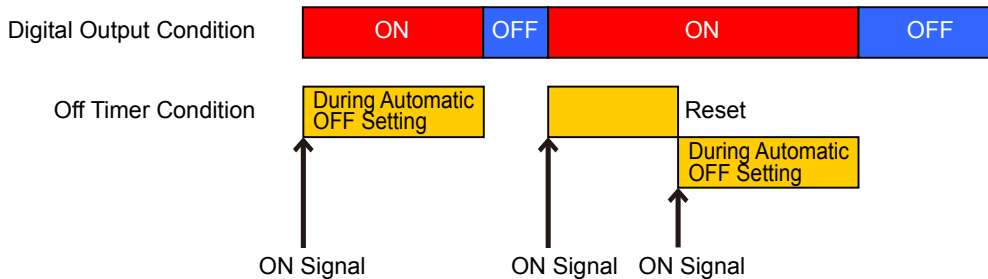 Digital Output Condition
ON
OFF
ON
OFF
Off Timer Condition
During Automatic
OFF Setting
Reset
During Automatic
OFF Setting
ON Signal
ON Signal
ON Signal